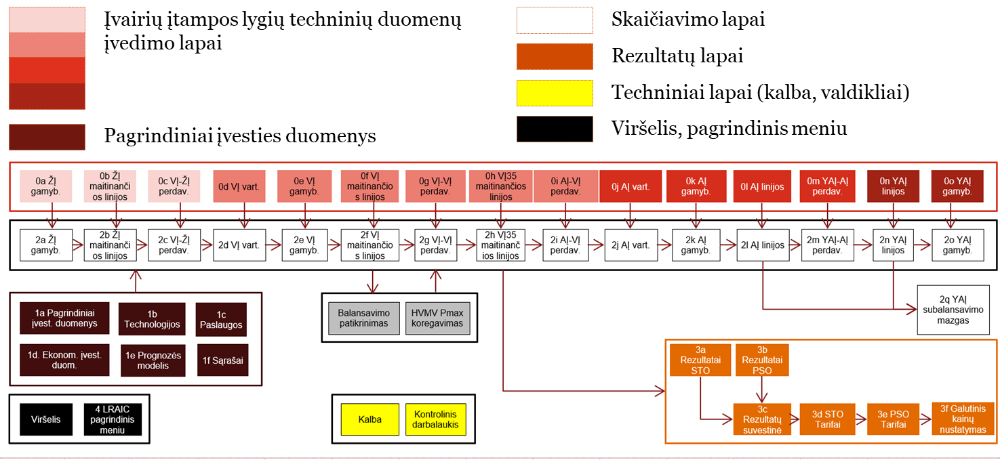 Įvairių įtampos lygių techninių duomenų
įvedimo lapai
Pagrindiniai įvesties duomenys
Skaičiavimo lapai
Rezultatų lapai
Techniniai lapai (kalba, valdikliai)
Viršelis, pagrindinis meniu
0a ŽĮ
gamyb.
0b ŽĮ
maitinanči
os linijos
0c VĮ-ŽĮ
perdav.
0d VĮ vart.
0e VĮ
gamyb.
0f VĮ
maitinančio
s linijos
0g VĮ-VĮ
perdav.
0h VĮ35
maitinančios
linijos
0i AĮ-VĮ
perdav.
0j AĮ vart.
0k AĮ
gamyb.
0l AĮ linijos
0m YAĮ-AĮ
perdav.
0n YAĮ
linijos
0o YAĮ
gamyb.
2a ŽĮ
gamyb.
2b ŽĮ
maitinanči
os linijos
2c VĮ-ŽĮ
perdav.
2d VĮ vart.
2e VĮ
gamyb.
2f VĮ
maitinančio
s linijos
2g VĮ-VĮ
perdav.
2h VĮ35
maitinanč
ios linijos
2i AĮ-VĮ
perdav.
2j AĮ vart.
2k AĮ
gamyb.
2l AĮ linijos
2m YAĮ-AĮ
perdav.
2n YAĮ
linijos
2o YAĮ
gamyb.
1a Pagrindiniai
įvest. duomenys
1b
Technologijos
1c
Paslaugos
1d. Ekonom. įvest.
duom.
1e Prognozės
modelis
1f Sąrašai
Balansavimo
patikrinimas
HVMV Pmax
koregavimas
2q YAĮ
subalansavimo
mazgas
3a
Rezultatai
STO
3b
Rezultatai
PSO
3c
Rezultatų
suvestinė
3d STO
Tarifai
3e PSO
Tarifai
3f Galutinis
kainų
nustatymas
Viršelis
4 LRAIC
pagrindinis
meniu
Kalba
Kontrolinis
darbalaukis